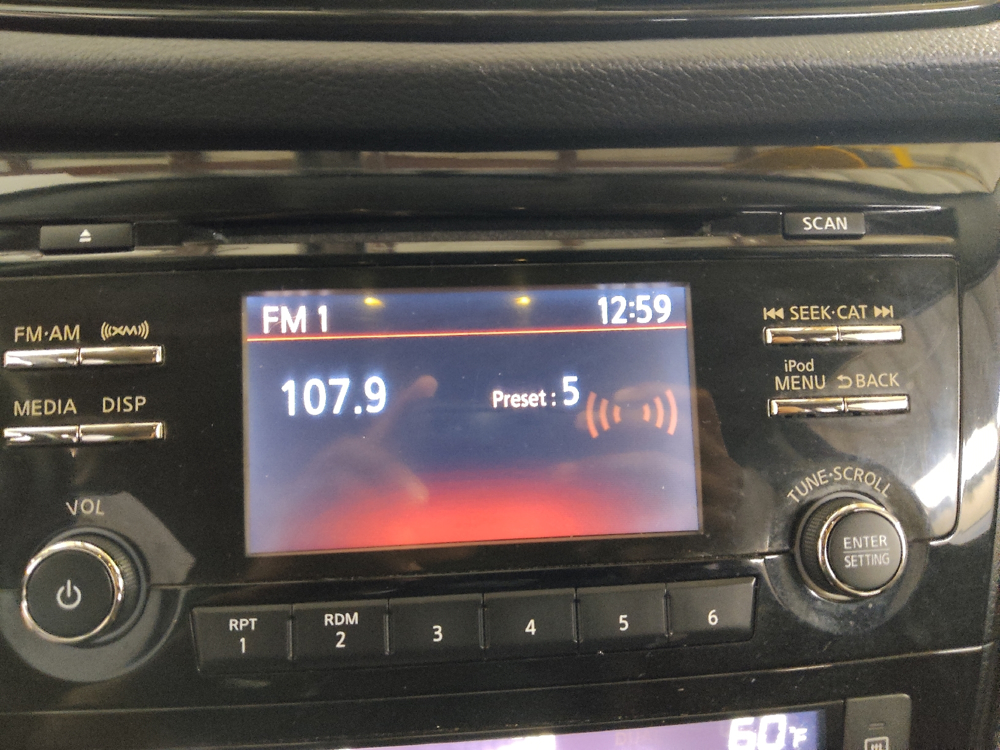 SCAN
FM·AM
((XM))
MEDIA
DISP
VOL
FM 1
12:59
107.9
Preset : 5
SEEK·CAT
iPod
MENU
BACK
TUNE·SCROLL
ENTER
SETTING
RPT
1
RDM
2
3
4
5
6
60°F